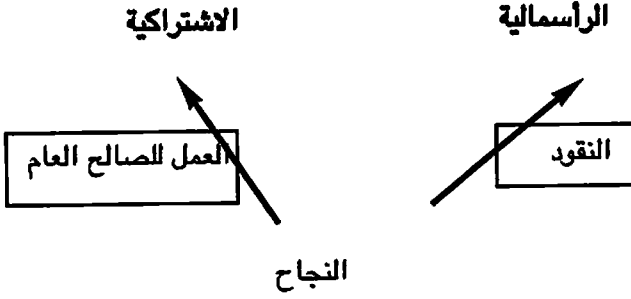 الرأسمالية
الاشتراكية
النقود
العمل للصالح العام
النجاح